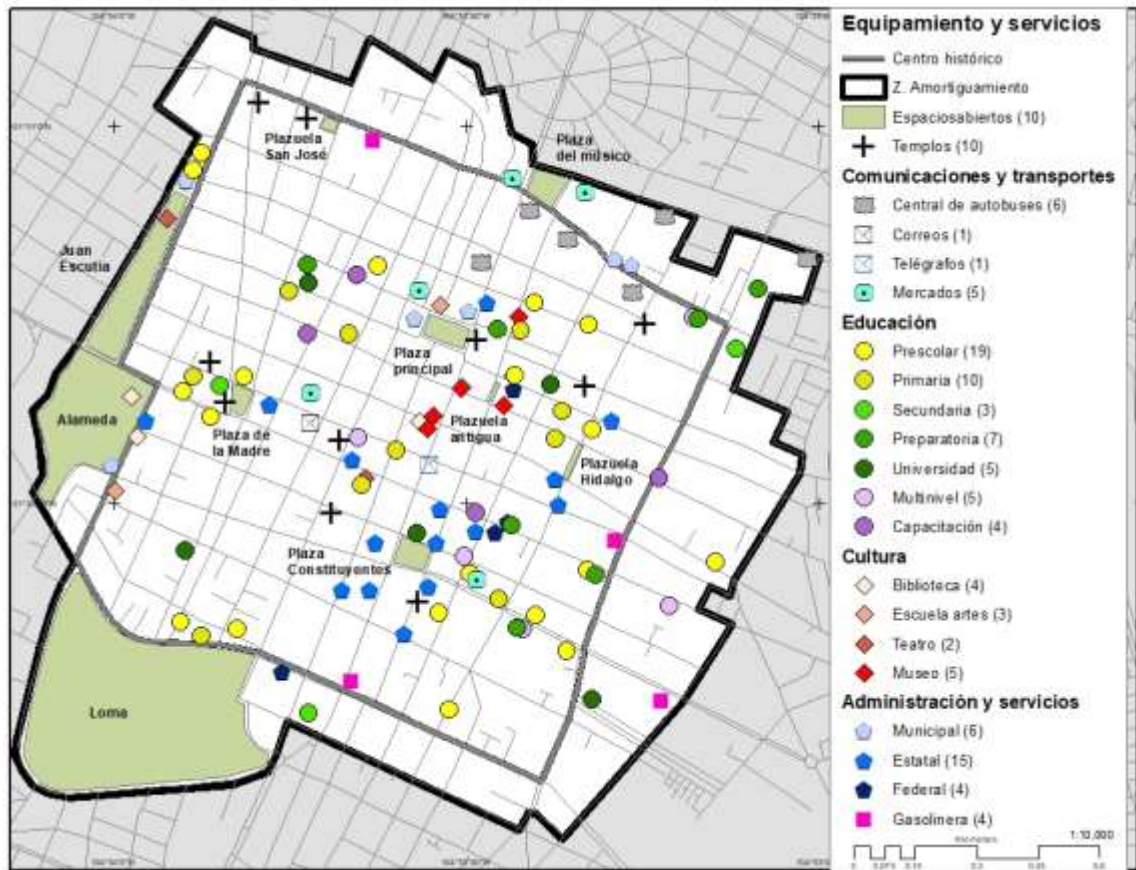 Plazuela
San José
Plaza
del músico
Juan
Escutia
Plaza
principal
Alameda
Plaza de
la Madre
Plazuela
antigua
Plazuela
Hidalgo
Plaza
Constituyentes
Loma
Equipamiento y servicios
Centro histórico
Z. Amortiguamiento
Espaciosabiertos (10)
Templos (10)
Comunicaciones y transportes
Central de autobuses (6)
Correos (1)
Telégrafos (1)
Mercados (5)
Educación
Prescolar (19)
Primaria (10)
Secundaria (3)
Preparatoria (7)
Universidad (5)
Multinivel (5)
Capacitación (4)
Cultura
Biblioteca (4)
Escuela artes (3)
Teatro (2)
Museo (5)
Administración y servicios
Municipal (6)
Estatal (15)
Federal (4)
Gasolinera (4)
1:10,000